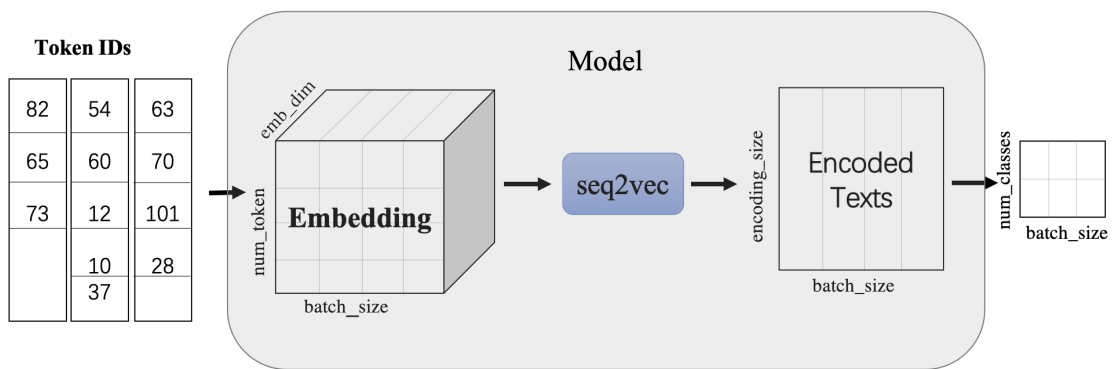 Token IDs
82 54 63
65 60 70
73 12 101
10 28
37
Model
emb_dim
num_token
Embedding
batch_size
seq2vec
encoding_size
Encoded
Texts
batch_size
num_classes
batch_size